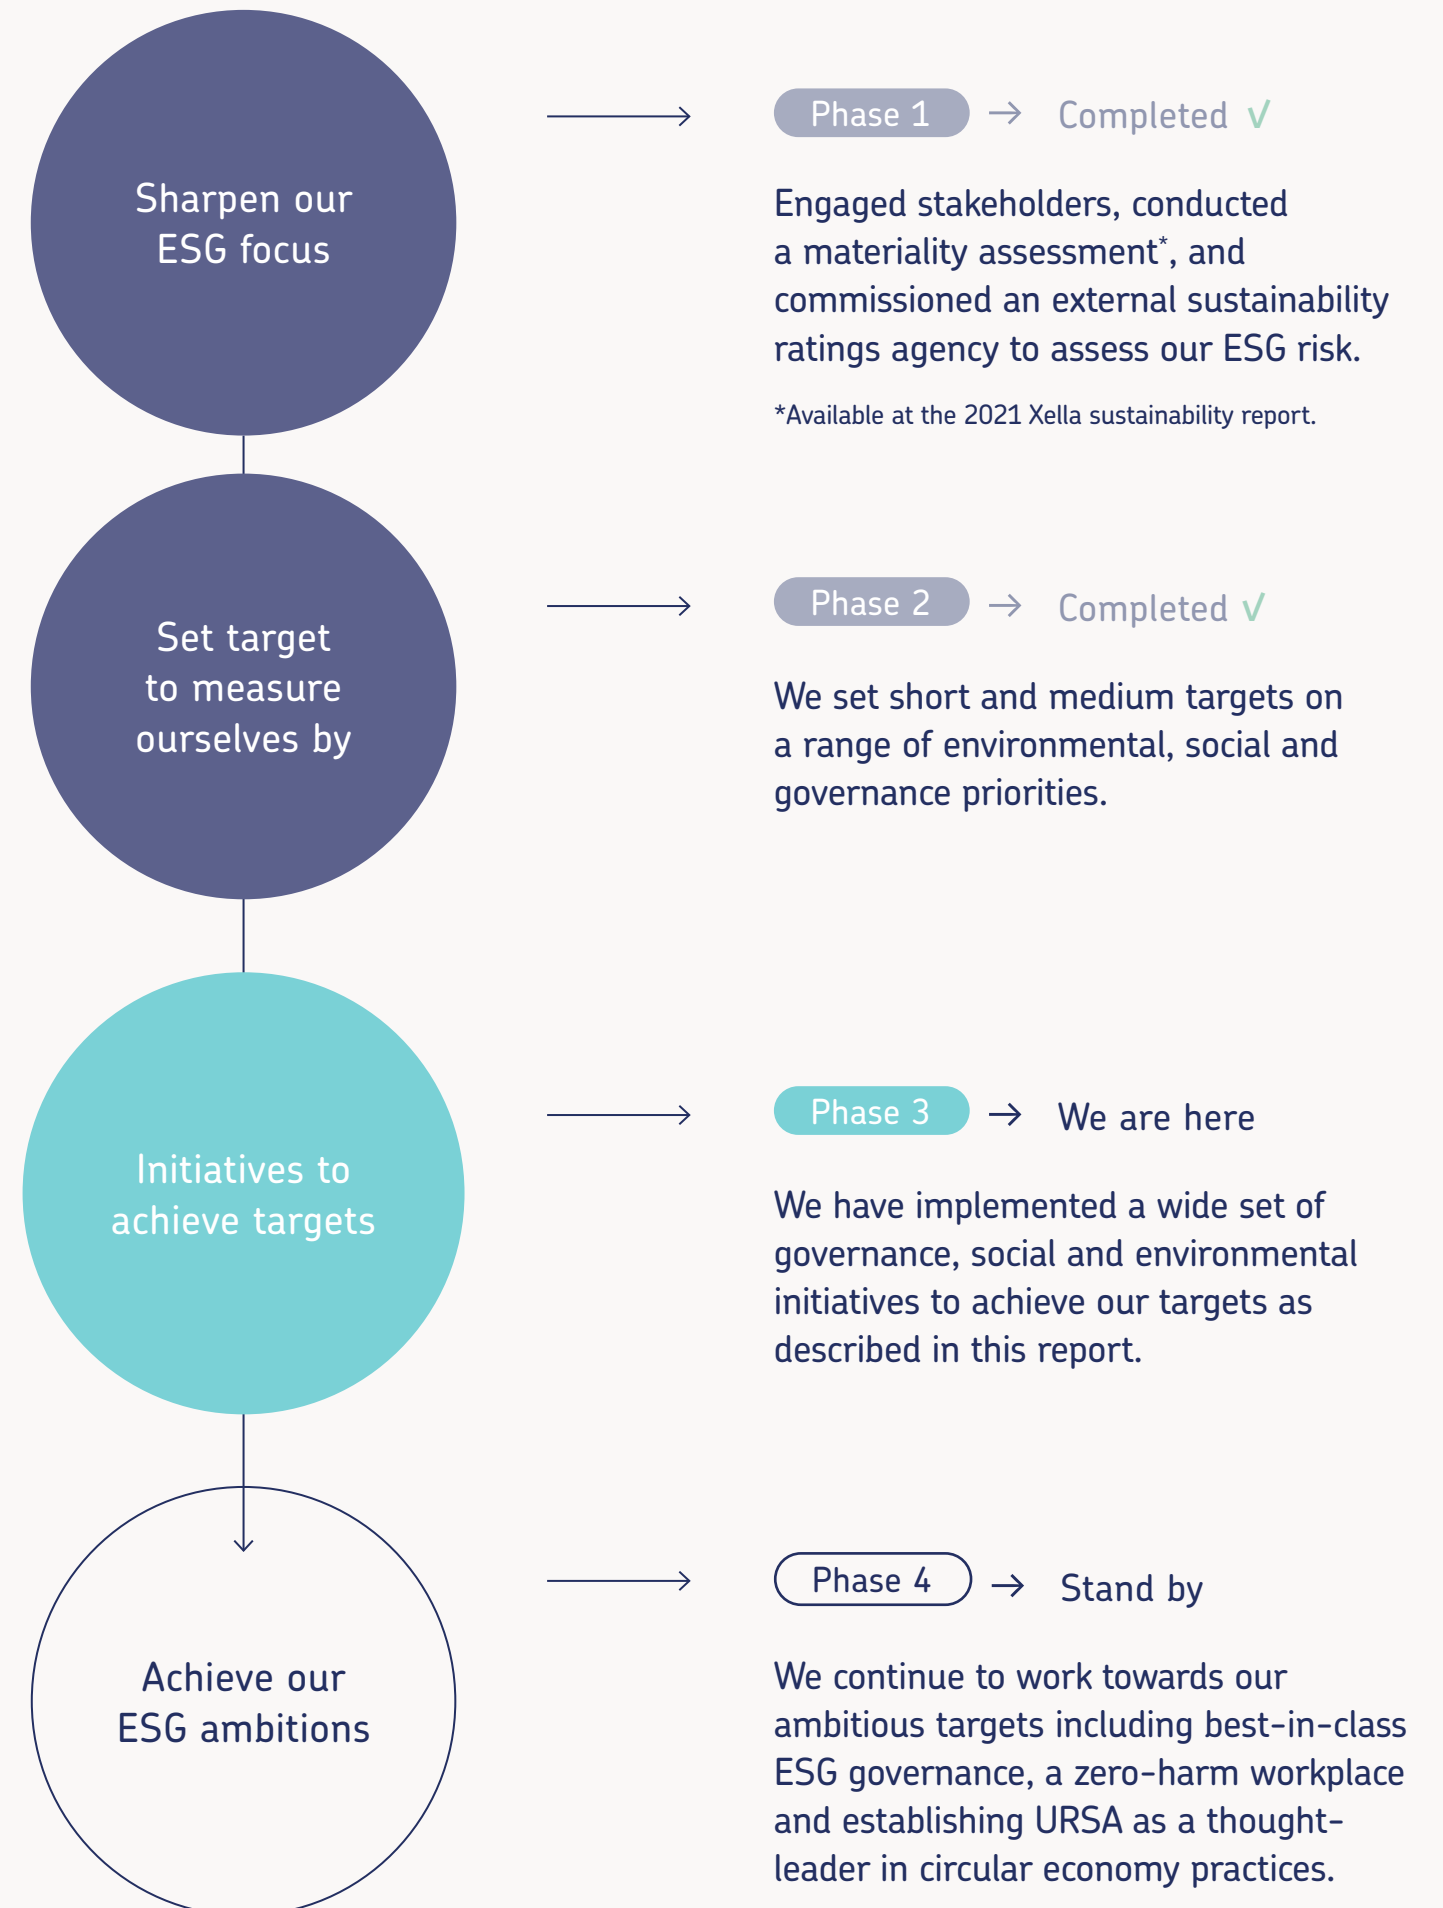 Sharpen our
ESG focus
Phase 1 → Completed √
Engaged stakeholders, conducted
a materiality assessment*, and
commissioned an external sustainability
ratings agency to assess our ESG risk.
*Available at the 2021 Xella sustainability report.
Set target
to measure
ourselves by
Phase 2 → Completed √
We set short and medium targets on
a range of environmental, social and
governance priorities.
Initiatives to
achieve targets
Phase 3 → We are here
We have implemented a wide set of
governance, social and environmental
initiatives to achieve our targets as
described in this report.
Achieve our
ESG ambitions
Phase 4 → Stand by
We continue to work towards our
ambitious targets including best-in-class
ESG governance, a zero-harm workplace
and establishing URSA as a thought-
leader in circular economy practices.